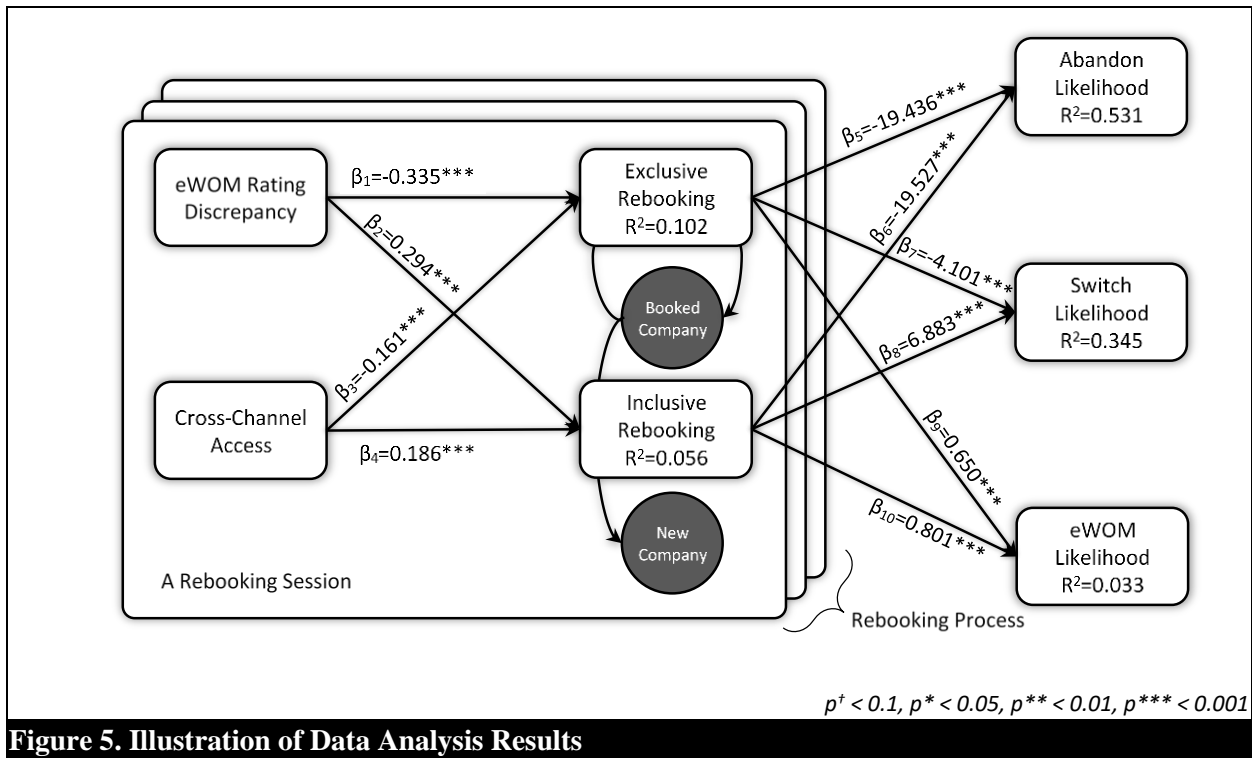 eWOM Rating
Discrepancy
Cross-Channel
Access
β₁=-0.335***
β₂=0.294***
β₃=-0.161***
β₄=0.186***
Exclusive
Rebooking
R²=0.102
Booked
Company
Inclusive
Rebooking
R²=0.056
New
Company
A Rebooking Session
Rebooking Process
β₅=-19.436***
β₆=-19.527***
β₇=-4.101***
β₈=6.883***
β₉=0.650***
β₁₀=0.801***
Abandon
Likelihood
R²=0.531
Switch
Likelihood
R²=0.345
eWOM
Likelihood
R²=0.033
p† < 0.1, p* < 0.05, p** < 0.01, p*** < 0.001
Figure 5. Illustration of Data Analysis Results